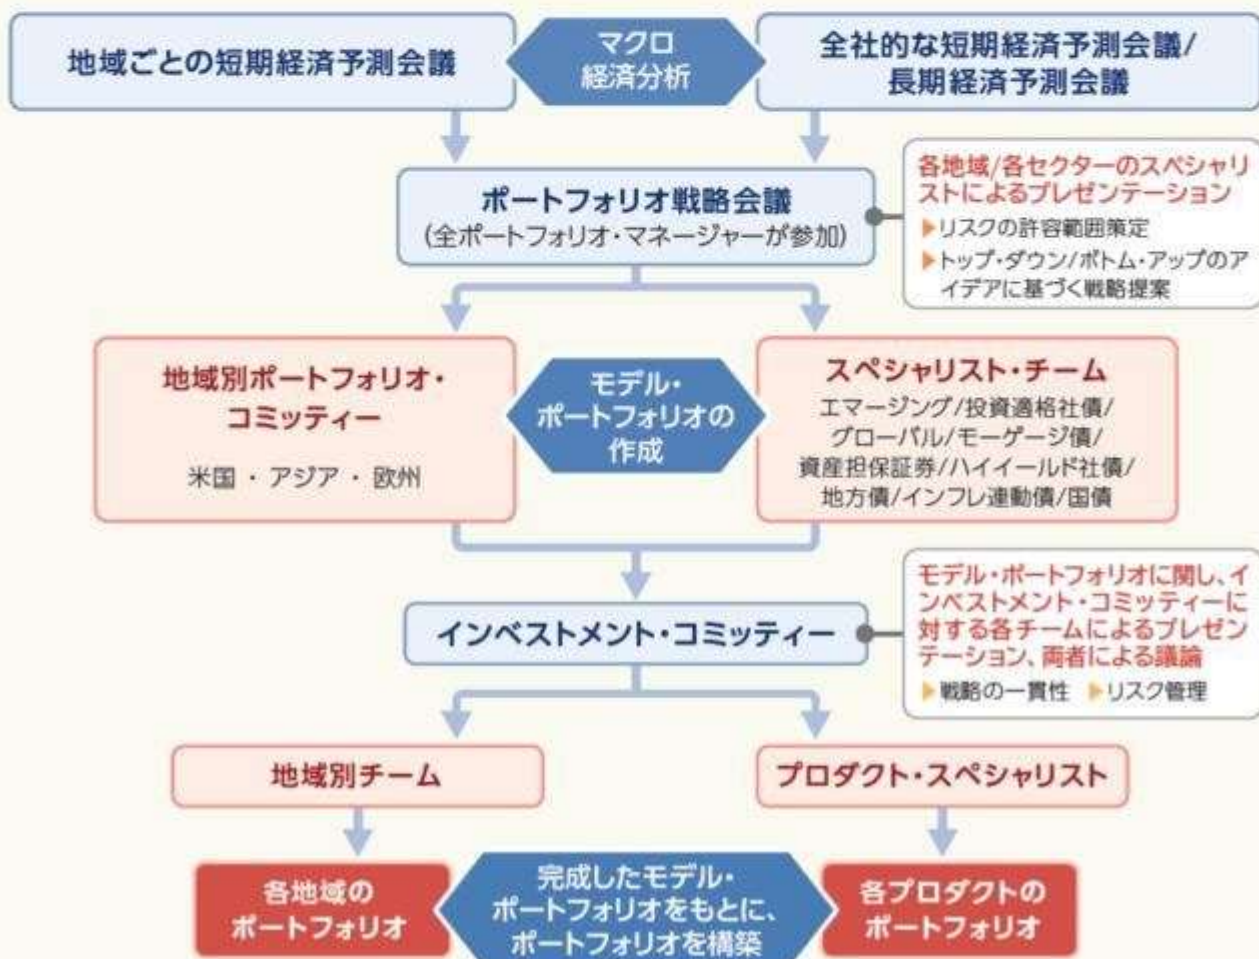 地域ごとの短期経済予測会議
マクロ
経済分析
全社的な短期経済予測会議/
長期経済予測会議
ポートフォリオ戦略会議
(全ポートフォリオ・マネージャーが参加)
各地域/各セクターのスペシャリ
ストによるプレゼンテーション
▶リスクの許容範囲策定
▶トップ・ダウン/ボトム・アップのア
イデアに基づく戦略提案
地域別ポートフォリオ・
コミッティー
米国 ・ アジア ・ 欧州
モデル・
ポートフォリオの
作成
スペシャリスト・チーム
エマージング/投資適格社債/
グローバル/モーゲージ債/
資産担保証券/ハイイールド社債/
地方債/インフレ連動債/国債
インベストメント・コミッティー
モデル・ポートフォリオに関し、イ
ンベストメント・コミッティーに
対する各チームによるプレゼン
テーション、両者による議論
▶戦略の一貫性 ▶リスク管理
地域別チーム
プロダクト・スペシャリスト
各地域の
ポートフォリオ
完成したモデル・
ポートフォリオをもとに、
ポートフォリオを構築
各プロダクトの
ポートフォリオ